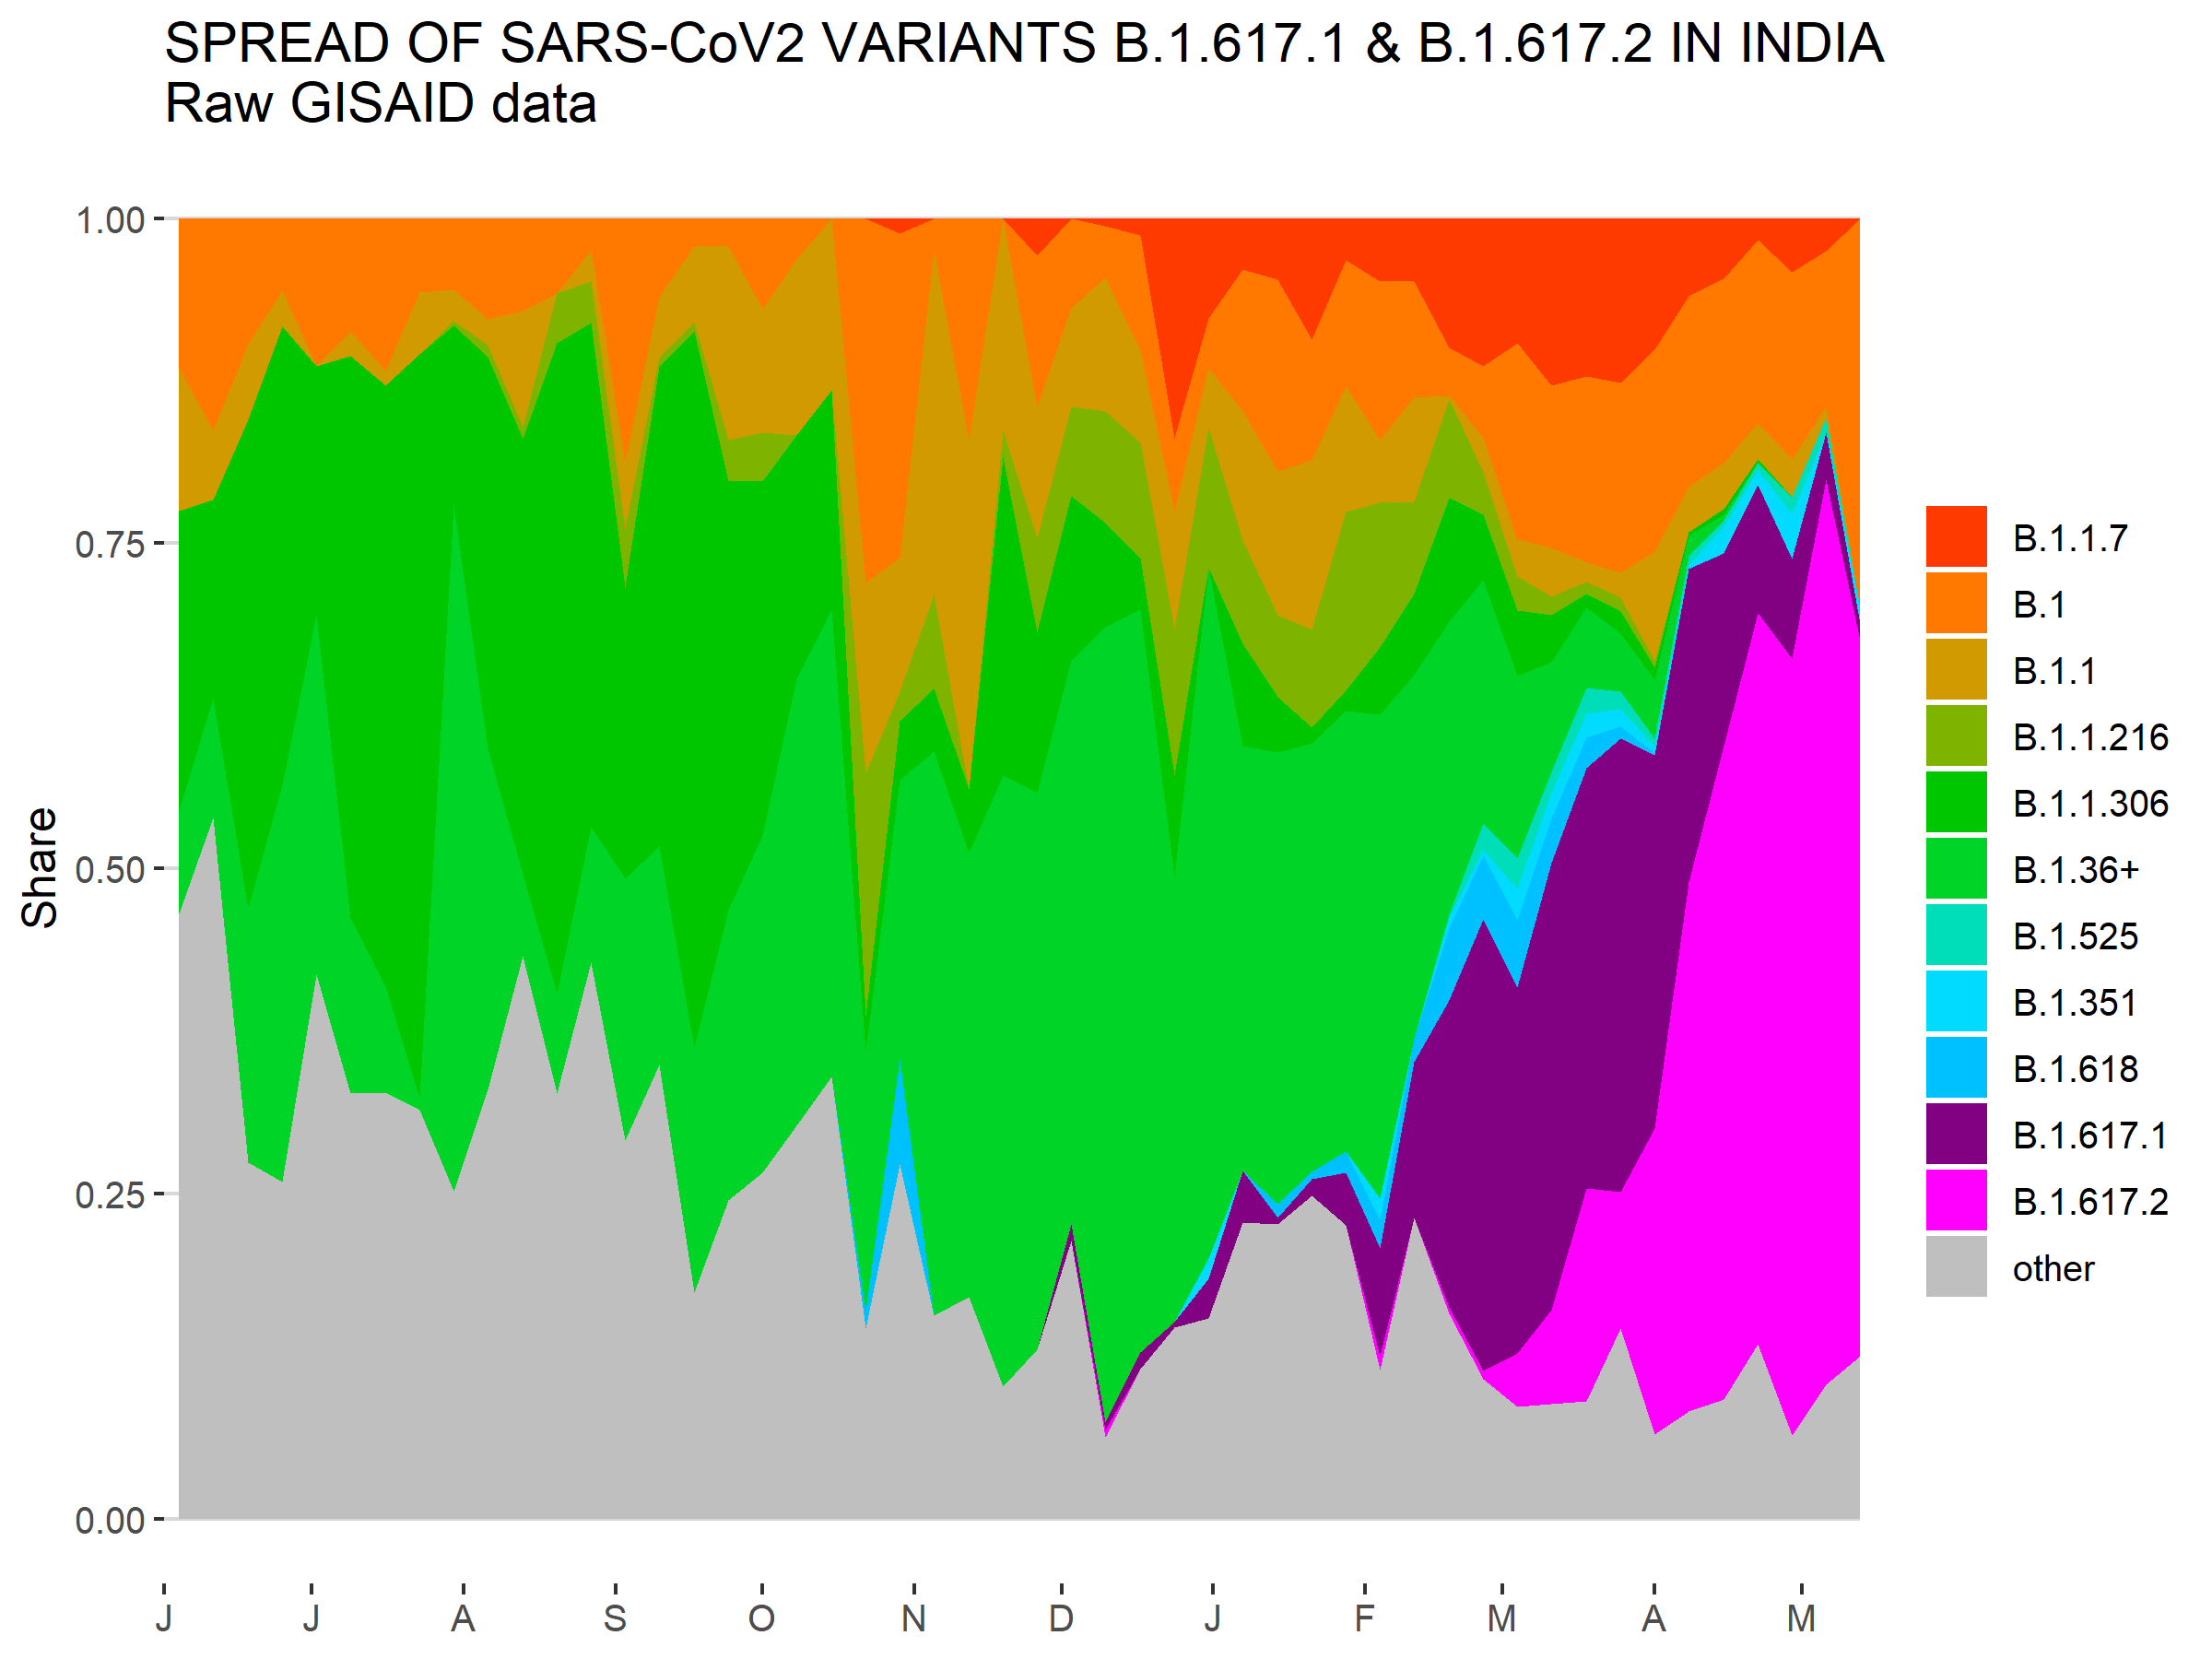 SPREAD OF SARS-CoV2 VARIANTS B.1.617.1 & B.1.617.2 IN INDIA
Raw GISAID data
1.00
0.75
0.50
0.25
0.00
Share
J J A S O N D J F M A M
B.1.1.7
B.1
B.1.1
B.1.1.216
B.1.1.306
B.1.36+
B.1.525
B.1.351
B.1.618
B.1.617.1
B.1.617.2
other